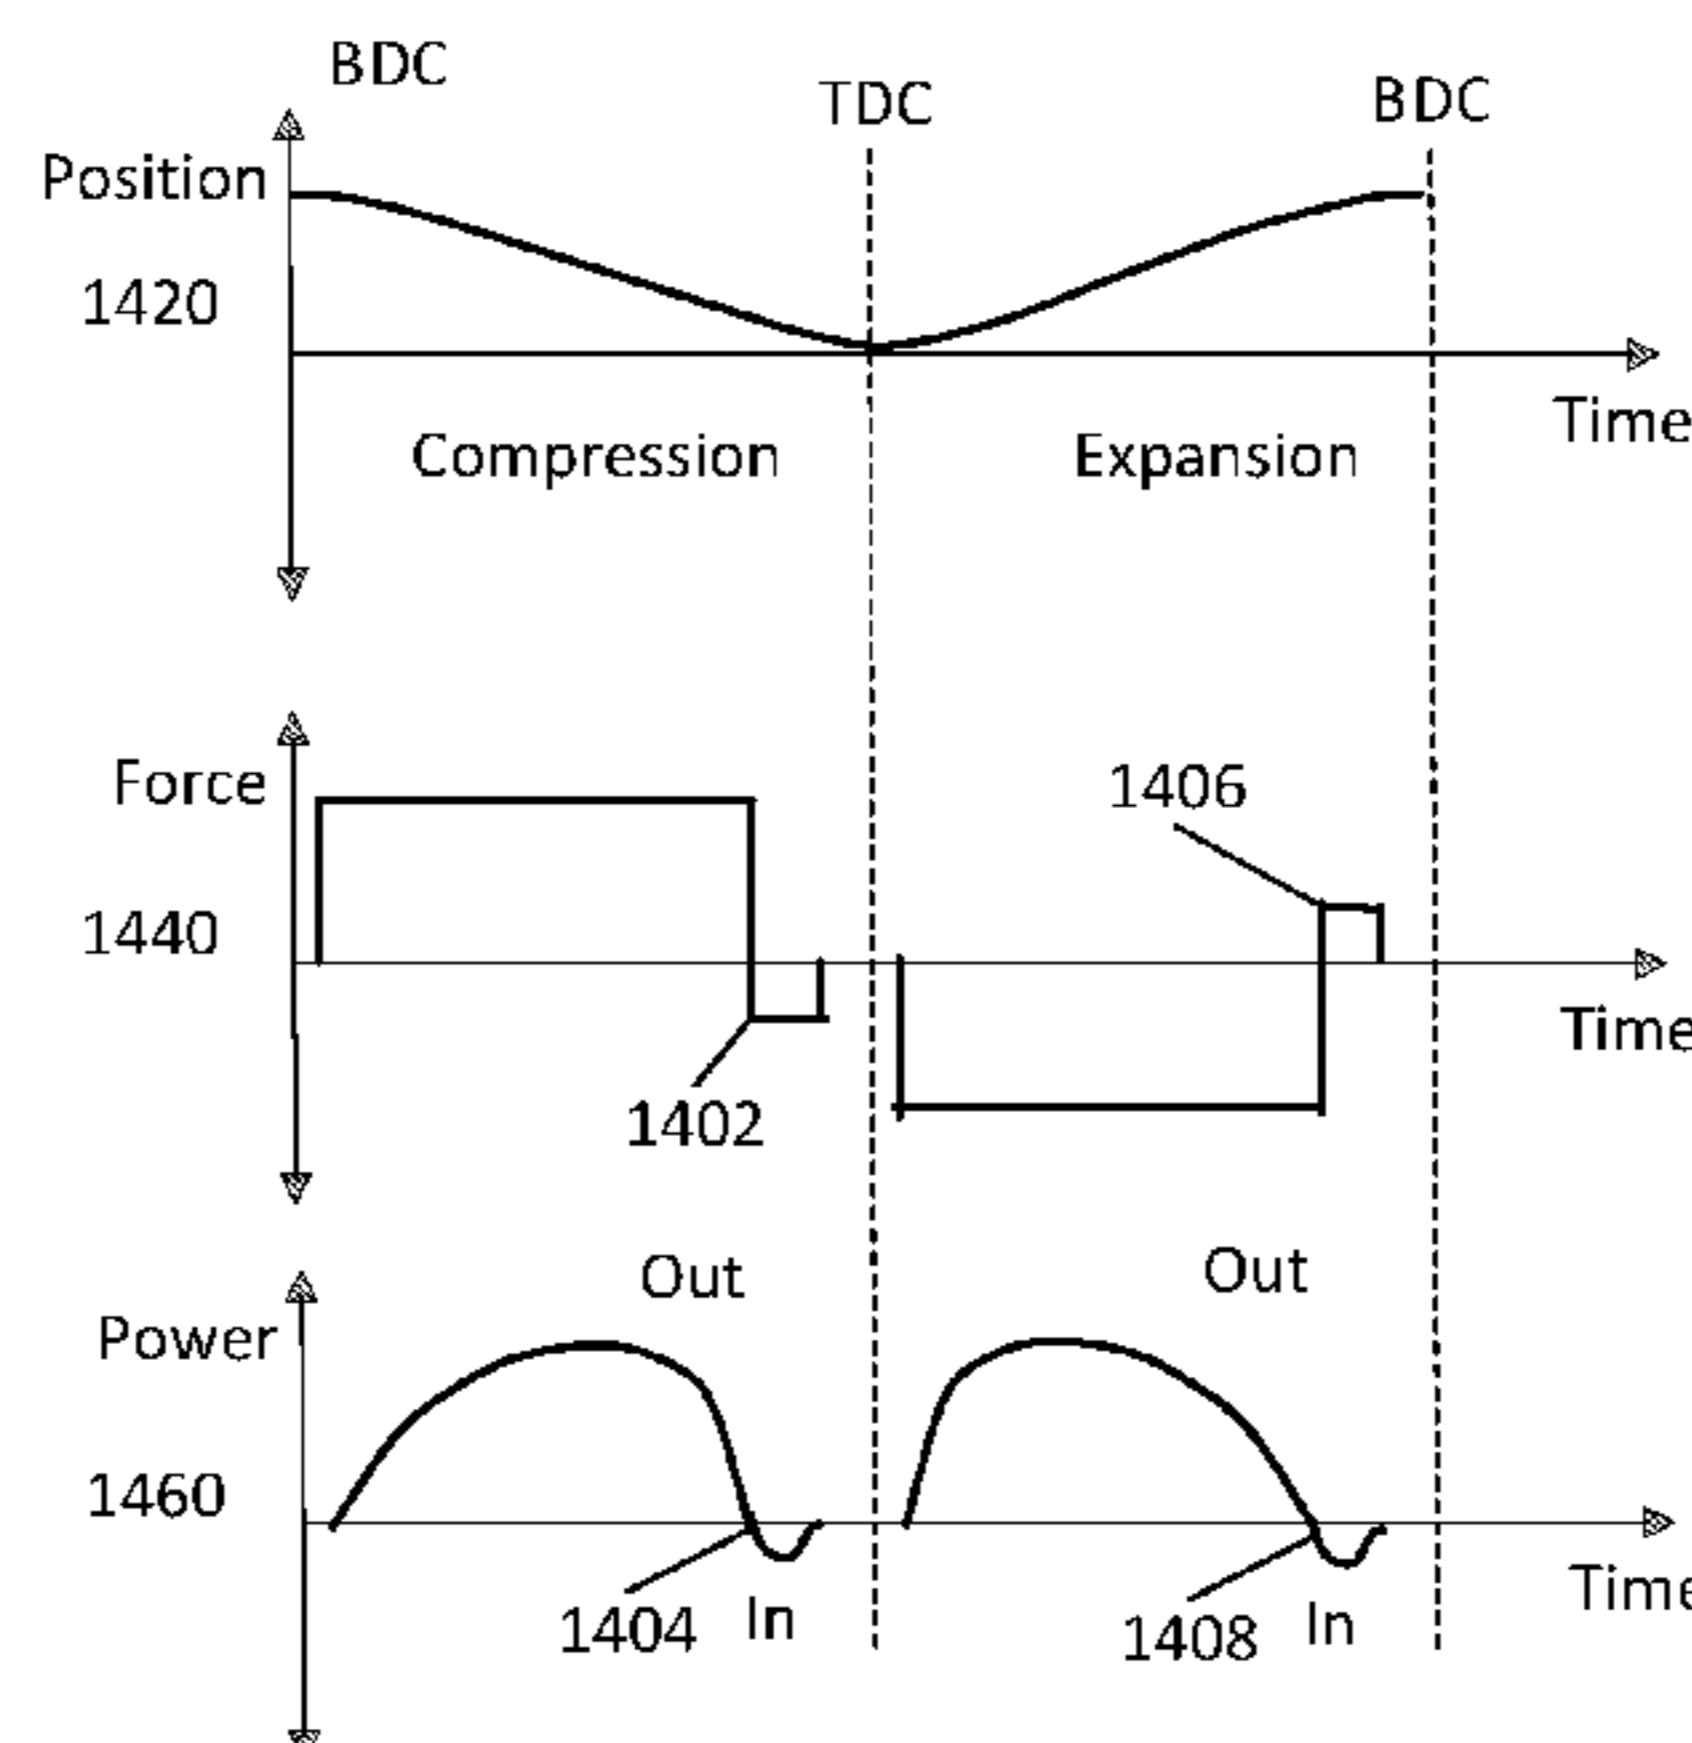 BDC
TDC
BDC
Position
1420
Time
Compression
Expansion
Force
1406
1440
Time
1402
Out
Out
Power
1460
Time
1404
In
1408
In